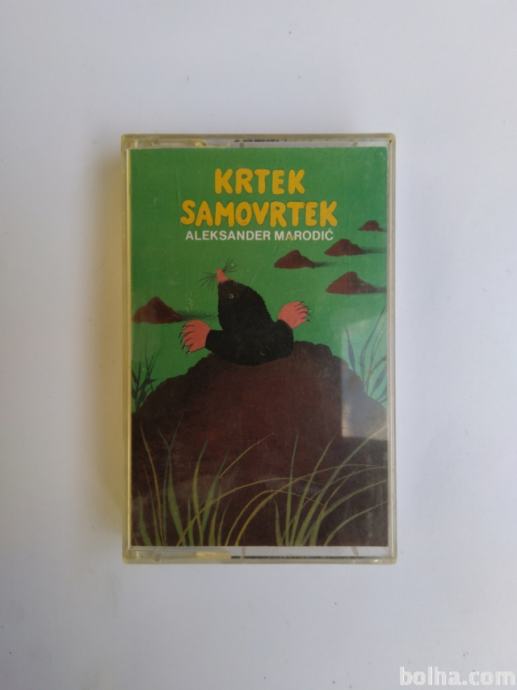 KRTEK
SAMOVRTEK
ALEKSANDER MARODIĆ
bolha.com